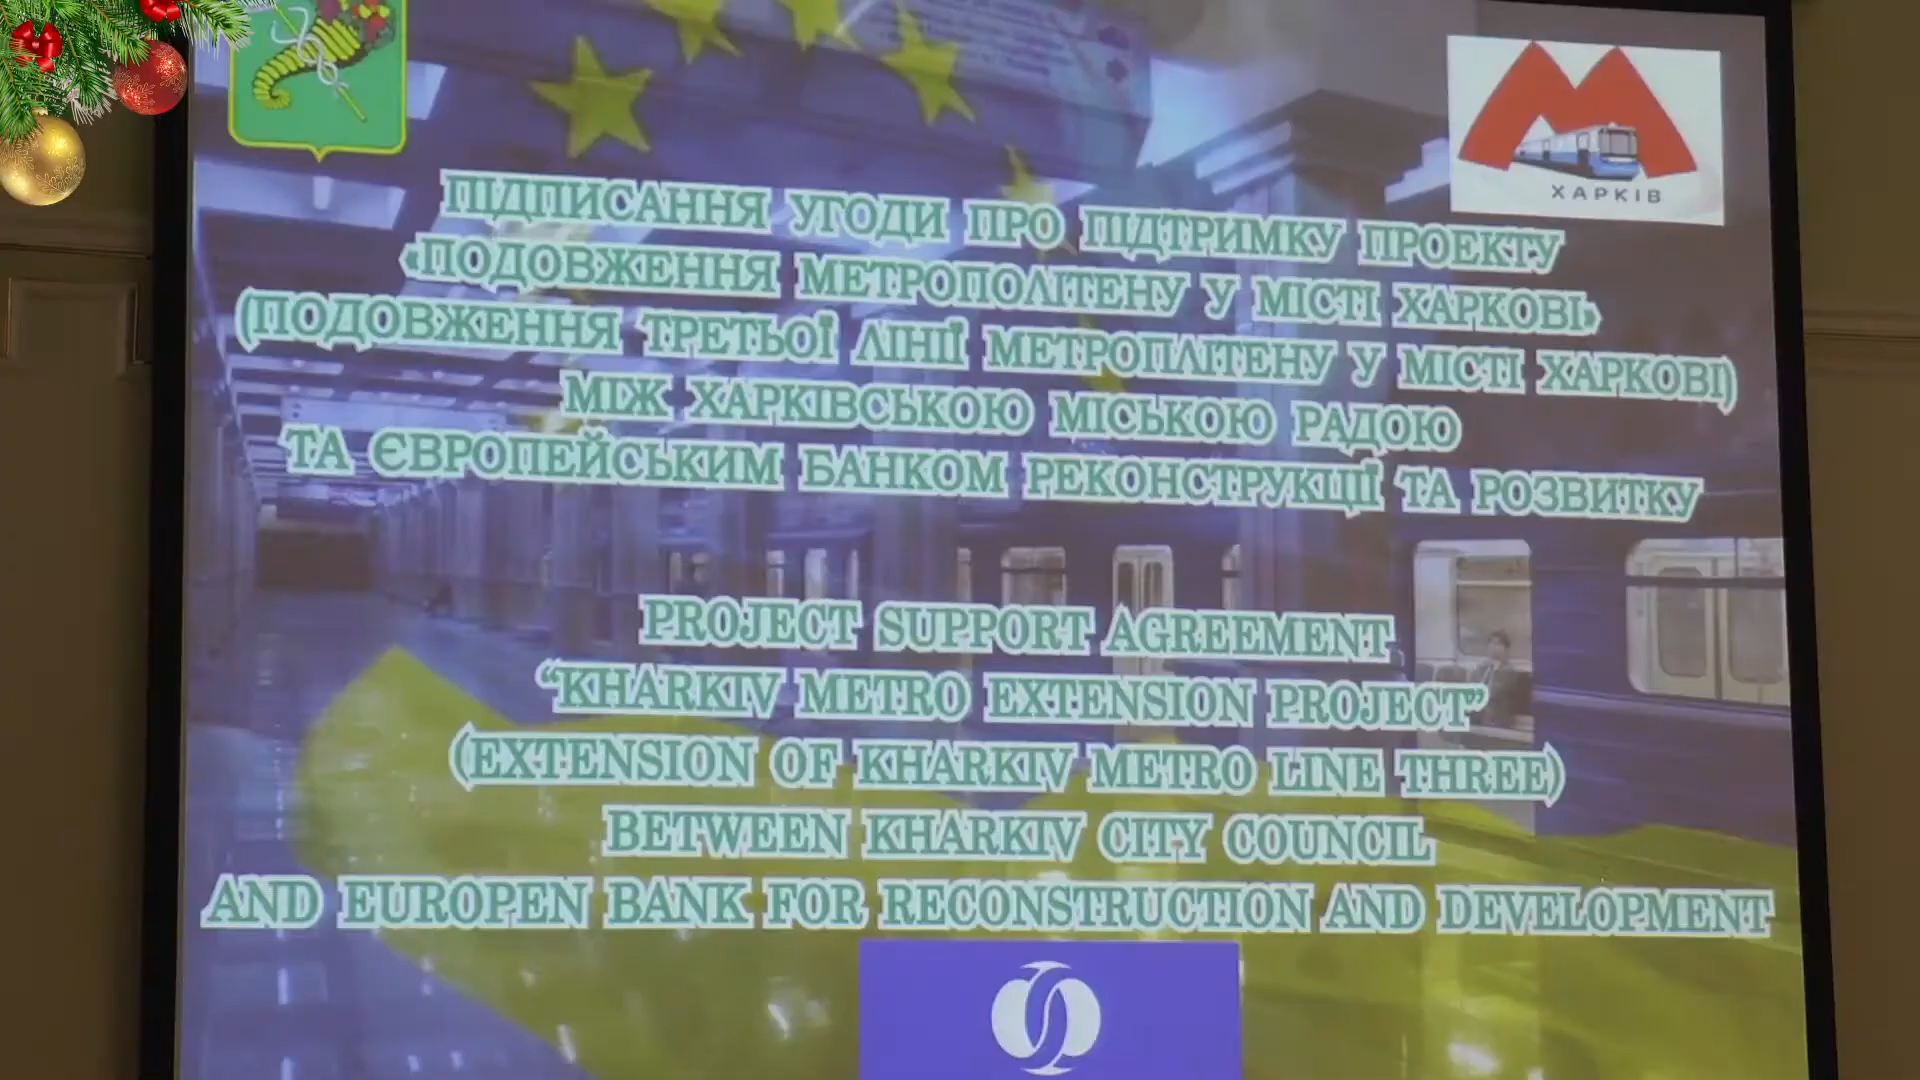 ХАРКІВ
ПІДПИСАННЯ УГОДИ ПРО ПІДТРИМКУ ПРОЕКТУ
«ПОДОВЖЕННЯ МЕТРОПОЛІТЕНУ У МІСТІ ХАРКОВІ»
(ПОДОВЖЕННЯ ТРЕТЬОЇ ЛІНІЇ МЕТРОПЛІТЕНУ У МІСТІ ХАРКОВІ)
МІЖ ХАРКІВСЬКОЮ МІСЬКОЮ РАДОЮ
ТА ЄВРОПЕЙСЬКИМ БАНКОМ РЕКОНСТРУКЦІЇ ТА РОЗВИТКУ
PROJECT SUPPORT AGREEMENT
“KHARKIV METRO EXTENSION PROJECT”
(EXTENSION OF KHARKIV METRO LINE THREE)
BETWEEN KHARKIV CITY COUNCIL
AND EUROPEN BANK FOR RECONSTRUCTION AND DEVELOPMENT